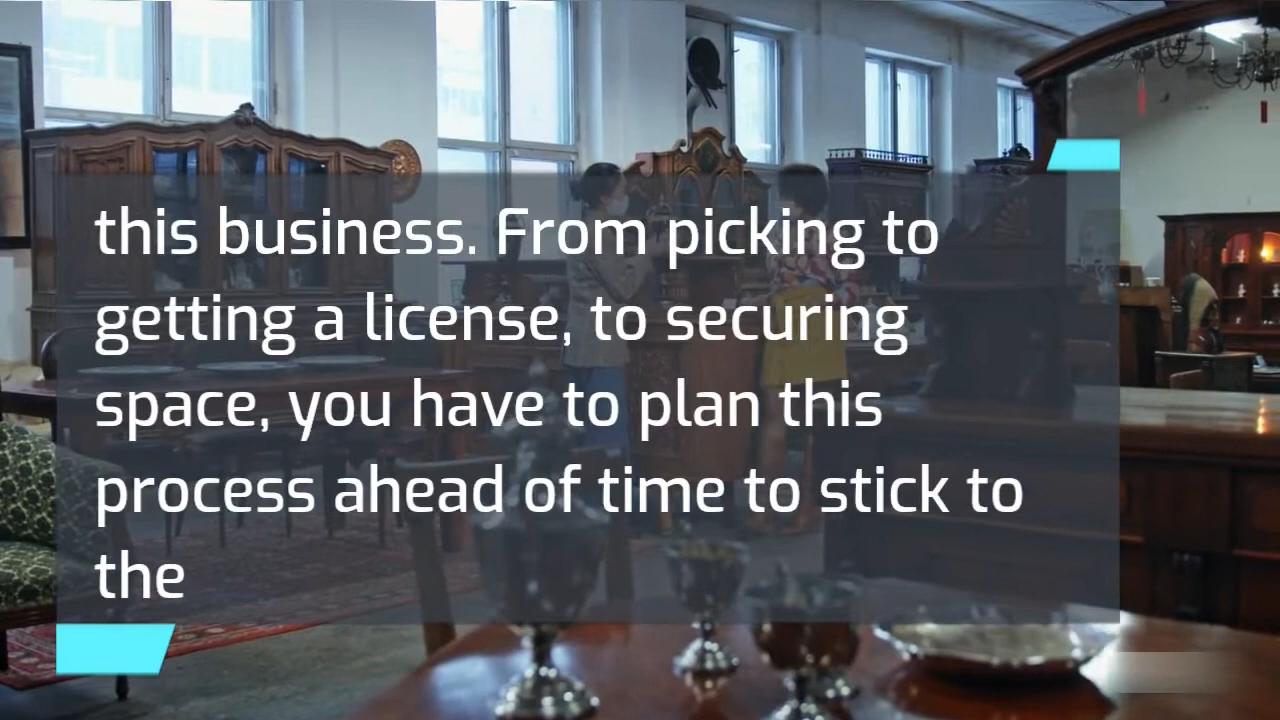 this business. From picking to
getting a license, to securing
space, you have to plan this
process ahead of time to stick to
the